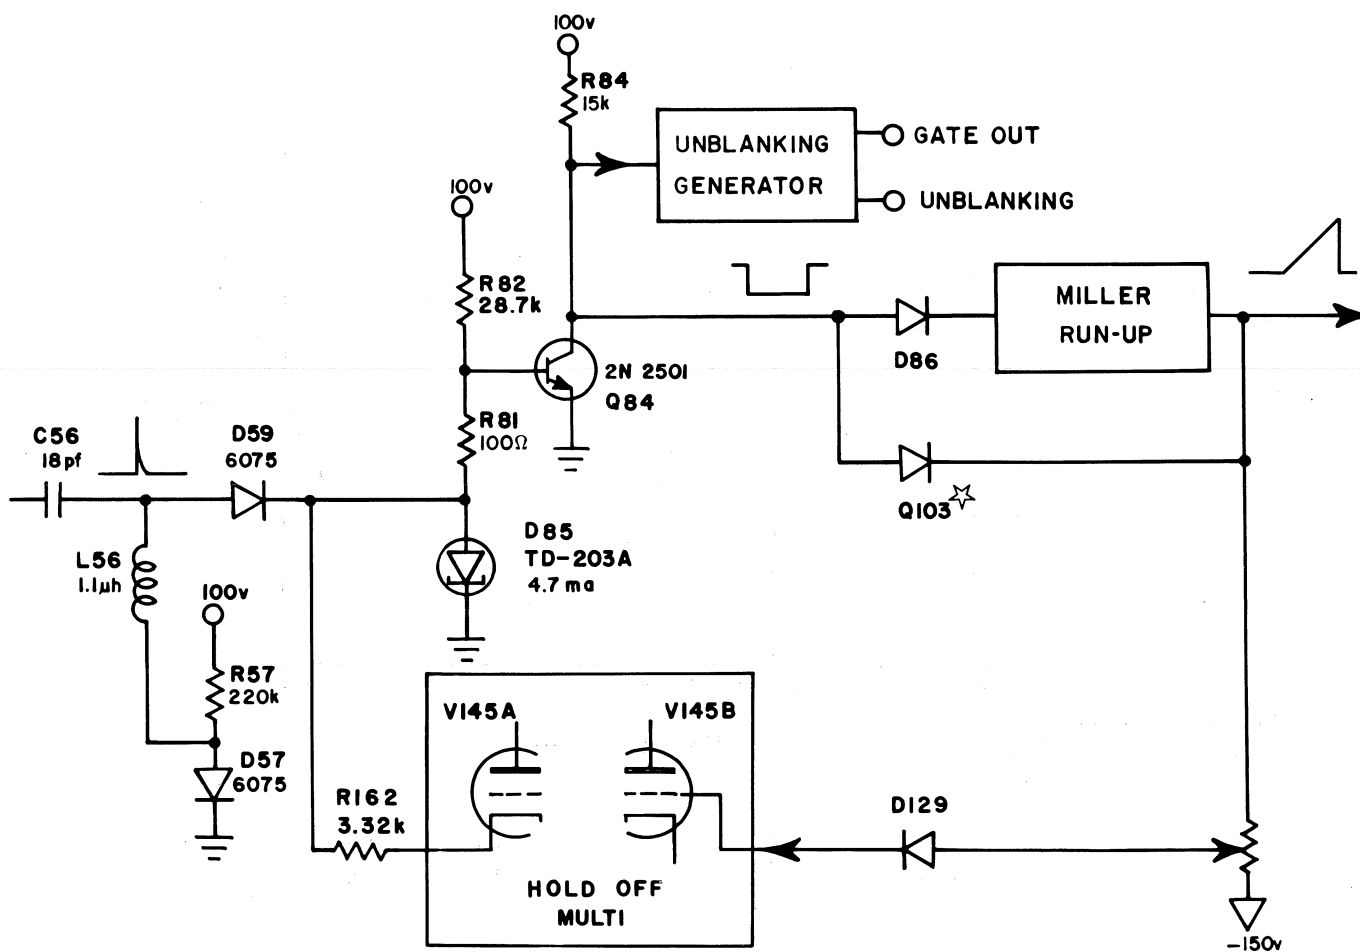 100v
R84
15k
UNBLANKING
GENERATOR
GATE OUT
UNBLANKING
100v
R82
28.7k
MILLER
RUN-UP
D86
2N 2501
Q84
R81
100Ω
C56
18pf
D59
6075
Q103☆
D85
TD-203A
4.7 ma
L56
1.1μh
100v
R57
220k
D57
6075
V145A
V145B
R162
3.32k
D129
HOLD OFF
MULTI
-150v